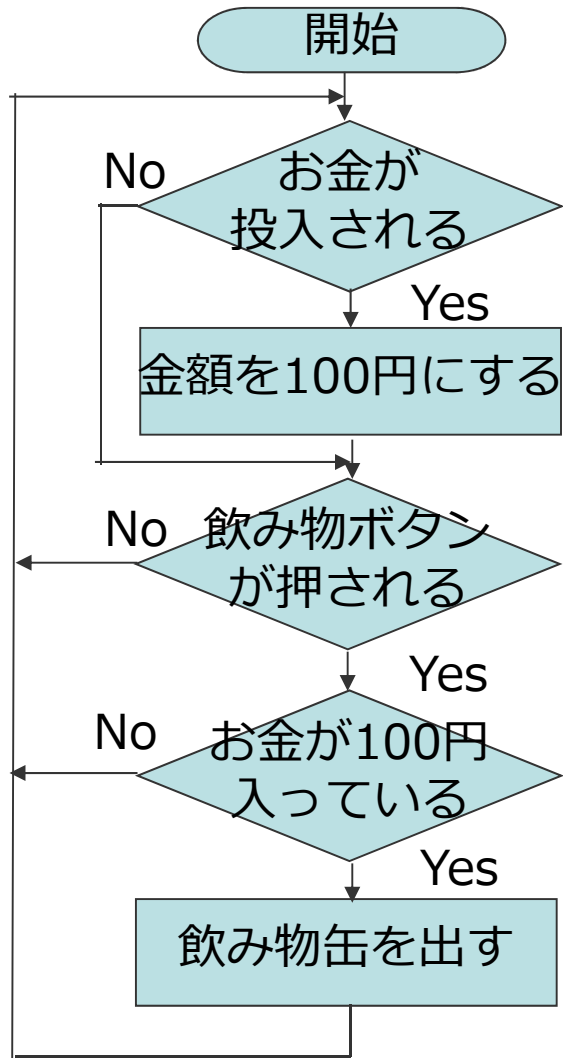 開始
No
お金が
投入される
Yes
金額を100円にする
No
飲み物ボタン
が押される
Yes
No
お金が100円
入っている
Yes
飲み物缶を出す